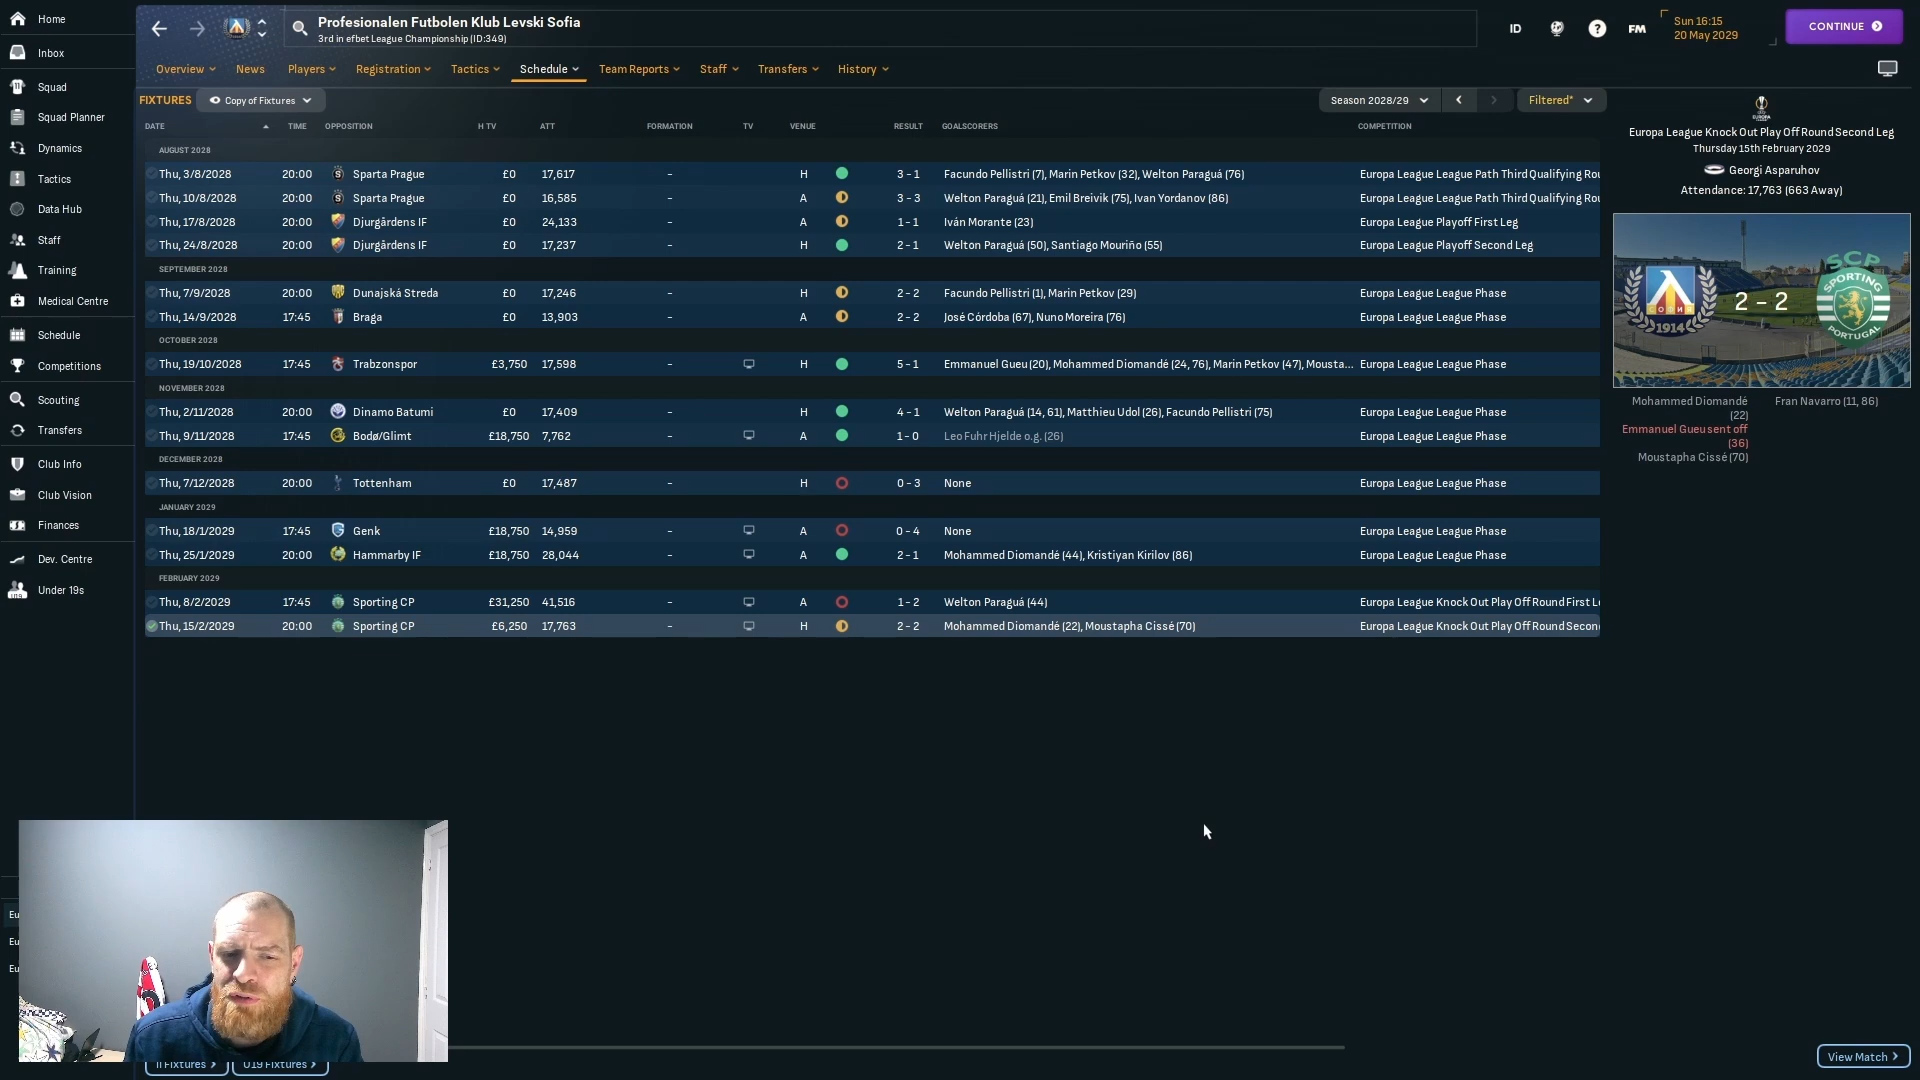 Home
Inbox
Squad
Squad Planner
Dynamics
Tactics
Data Hub
Staff
Training
Medical Centre
Schedule
Competitions
Scouting
Transfers
Club Info
Club Vision
Finances
Dev. Centre
Under 19s
Eu
Eu
Eu
Profesionalen Futbolen Klub Levski Sofia
3rd in efbet League Championship (ID:349)
ID
FM
Sun 16:15
20 May 2029
CONTINUE
Overview News Players Registration Tactics Schedule Team Reports Staff Transfers History
FIXTURES Copy of Fixtures Season 2028/29 Filtered*
DATE TIME OPPOSITION H TV ATT FORMATION TV VENUE RESULT GOALSCORERS COMPETITION
AUGUST 2028
Thu, 3/8/2028 20:00 Sparta Prague £0 17,617 - H 3 - 1 Facundo Pellistri (7), Marin Petkov (32), Welton Paraguá (76) Europa League League Path Third Qualifying Rou
Thu, 10/8/2028 20:00 Sparta Prague £0 16,585 - A 3 - 3 Welton Paraguá (21), Emil Breivik (75), Ivan Yordanov (86) Europa League League Path Third Qualifying Rou
Thu, 17/8/2028 20:00 Djurgårdens IF £0 24,133 - A 1 - 1 Iván Morante (23) Europa League Playoff First Leg
Thu, 24/8/2028 20:00 Djurgårdens IF £0 17,237 - H 2 - 1 Welton Paraguá (50), Santiago Mouriño (55) Europa League Playoff Second Leg
SEPTEMBER 2028
Thu, 7/9/2028 20:00 Dunajská Streda £0 17,246 - H 2 - 2 Facundo Pellistri (1), Marin Petkov (29) Europa League League Phase
Thu, 14/9/2028 17:45 Braga £0 13,903 - A 2 - 2 José Córdoba (67), Nuno Moreira (76) Europa League League Phase
OCTOBER 2028
Thu, 19/10/2028 17:45 Trabzonspor £3,750 17,598 - H 5 - 1 Emmanuel Gueu (20), Mohammed Diomandé (24, 76), Marin Petkov (47), Mousta... Europa League League Phase
NOVEMBER 2028
Thu, 2/11/2028 20:00 Dinamo Batumi £0 17,409 - H 4 - 1 Welton Paraguá (14, 61), Matthieu Udol (26), Facundo Pellistri (75) Europa League League Phase
Thu, 9/11/2028 17:45 Bodø/Glimt £18,750 7,762 - A 1 - 0 Leo Fuhr Hjelde o.g. (26) Europa League League Phase
DECEMBER 2028
Thu, 7/12/2028 20:00 Tottenham £0 17,487 - H 0 - 3 None Europa League League Phase
JANUARY 2029
Thu, 18/1/2029 17:45 Genk £18,750 14,959 - A 0 - 4 None Europa League League Phase
Thu, 25/1/2029 20:00 Hammarby IF £18,750 28,044 - A 2 - 1 Mohammed Diomandé (44), Kristiyan Kirilov (86) Europa League League Phase
FEBRUARY 2029
Thu, 8/2/2029 17:45 Sporting CP £31,250 41,516 - A 1 - 2 Welton Paraguá (44) Europa League Knock Out Play Off Round First L
Thu, 15/2/2029 20:00 Sporting CP £6,250 17,763 - H 2 - 2 Mohammed Diomandé (22), Moustapha Cissé (70) Europa League Knock Out Play Off Round Secon
Europa League Knock Out Play Off Round Second Leg
Thursday 15th February 2029
Georgi Asparuhov
Attendance: 17,763 (663 Away)
СОФИЯ
1914
2 - 2
SCP
SPORTING
PORTUGAL
Mohammed Diomandé
(22)
Emmanuel Gueu sent off
(36)
Moustapha Cissé (70)
Fran Navarro (11, 86)
II Fixtures
U19 Fixtures
View Match